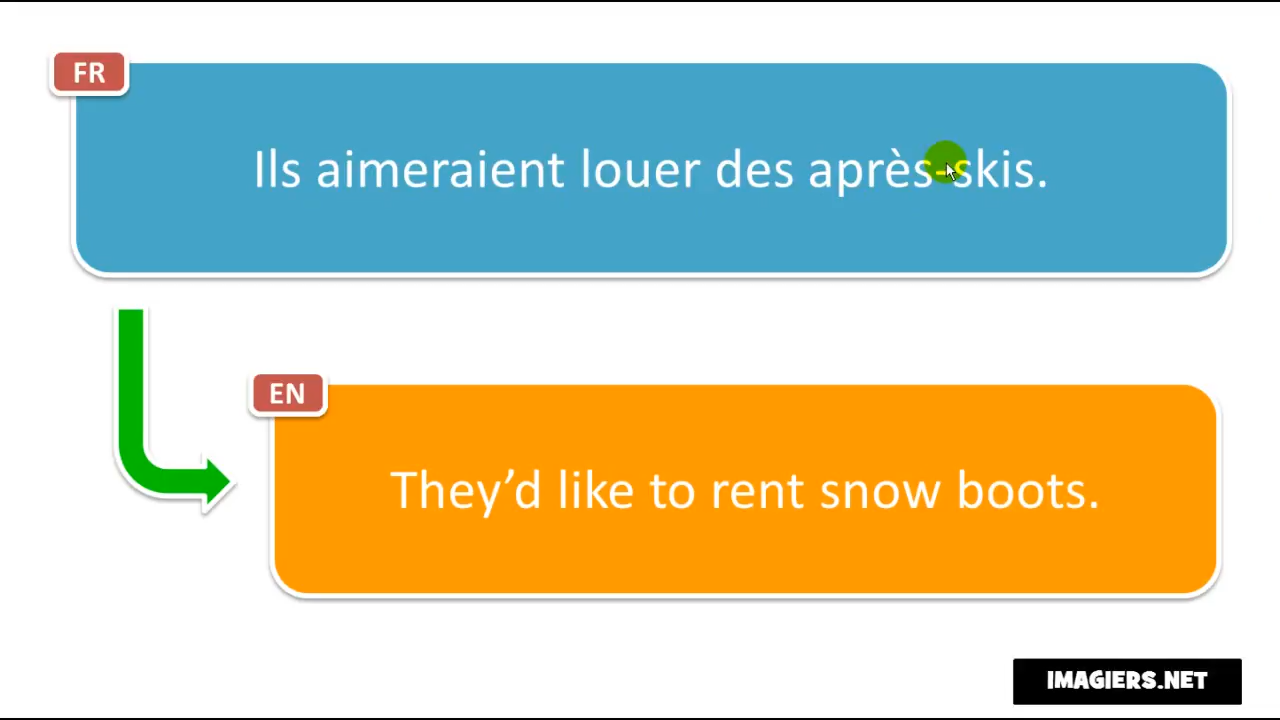 FR
Ils aimeraient louer des après-skis.
EN
They’d like to rent snow boots.
IMAGIERS.NET